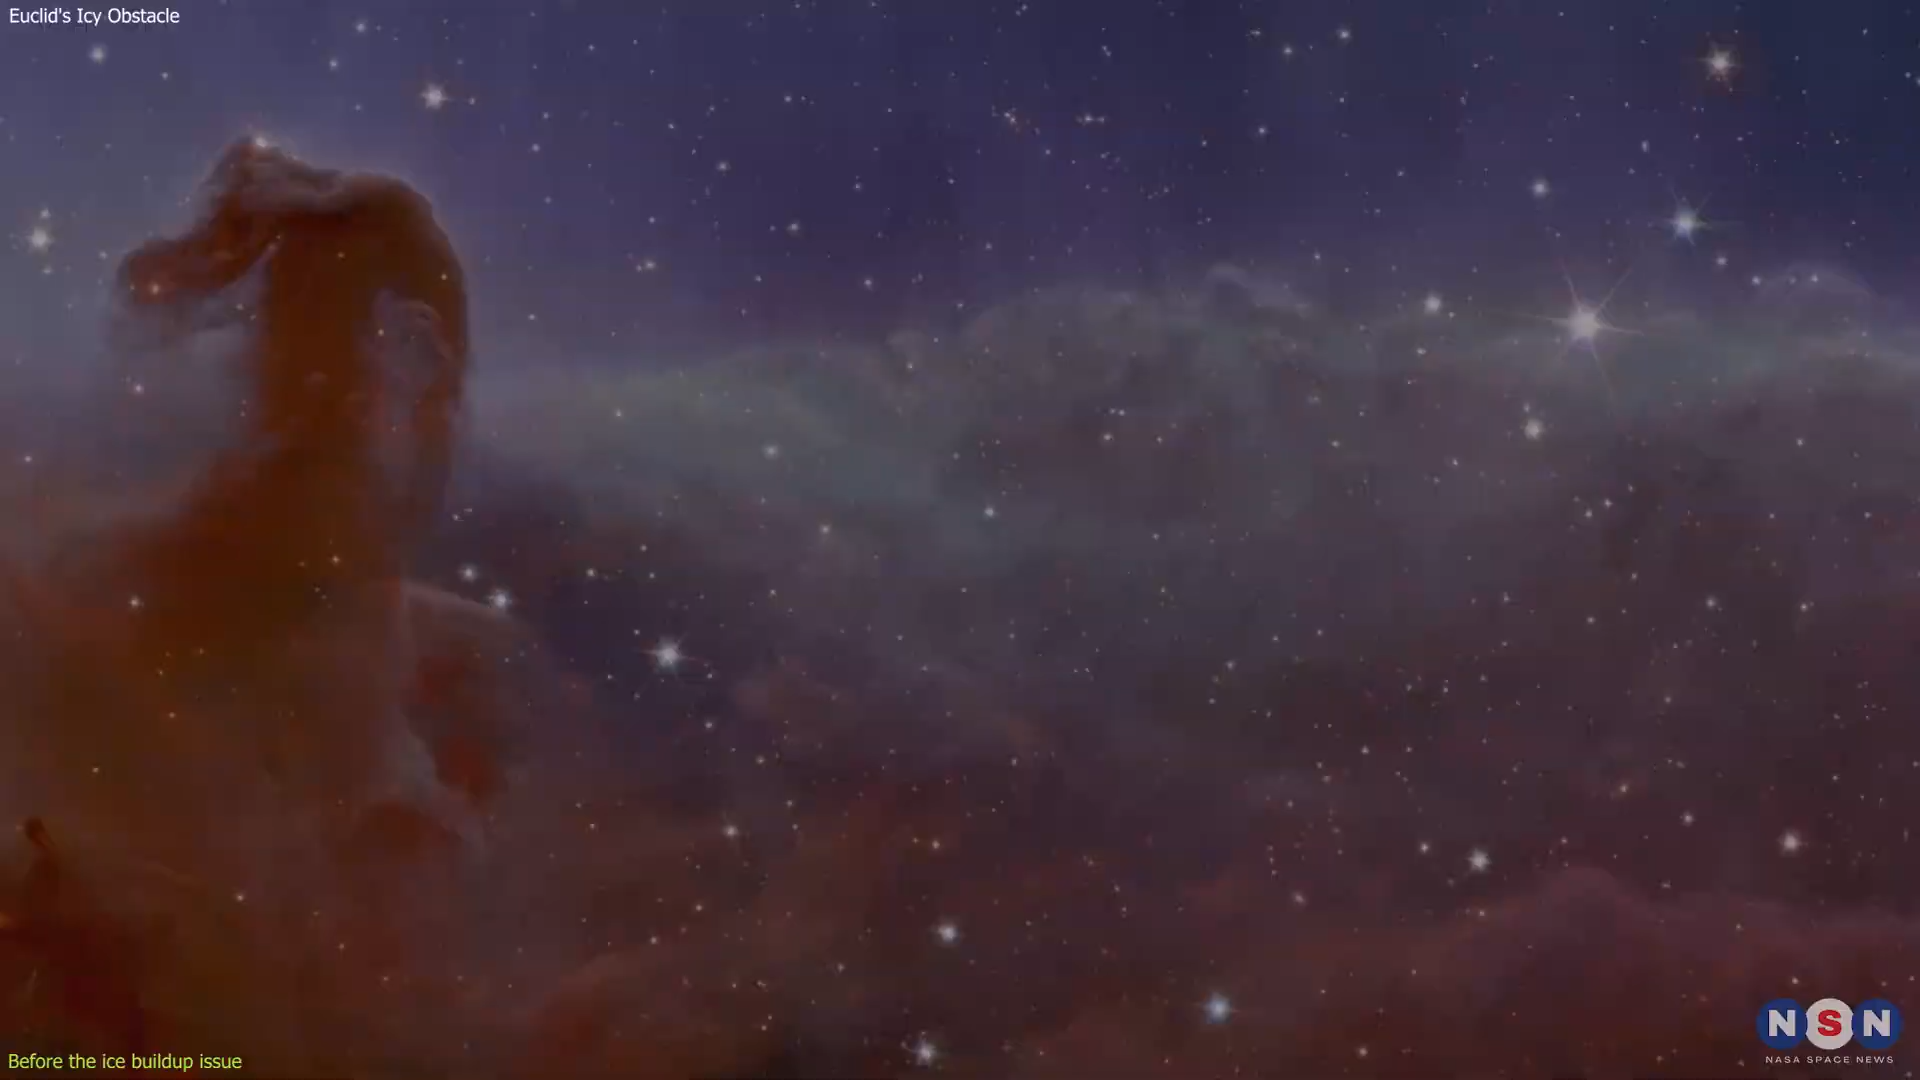 Euclid's Icy Obstacle
NSN
NASA SPACE NEWS
Before the ice buildup issue